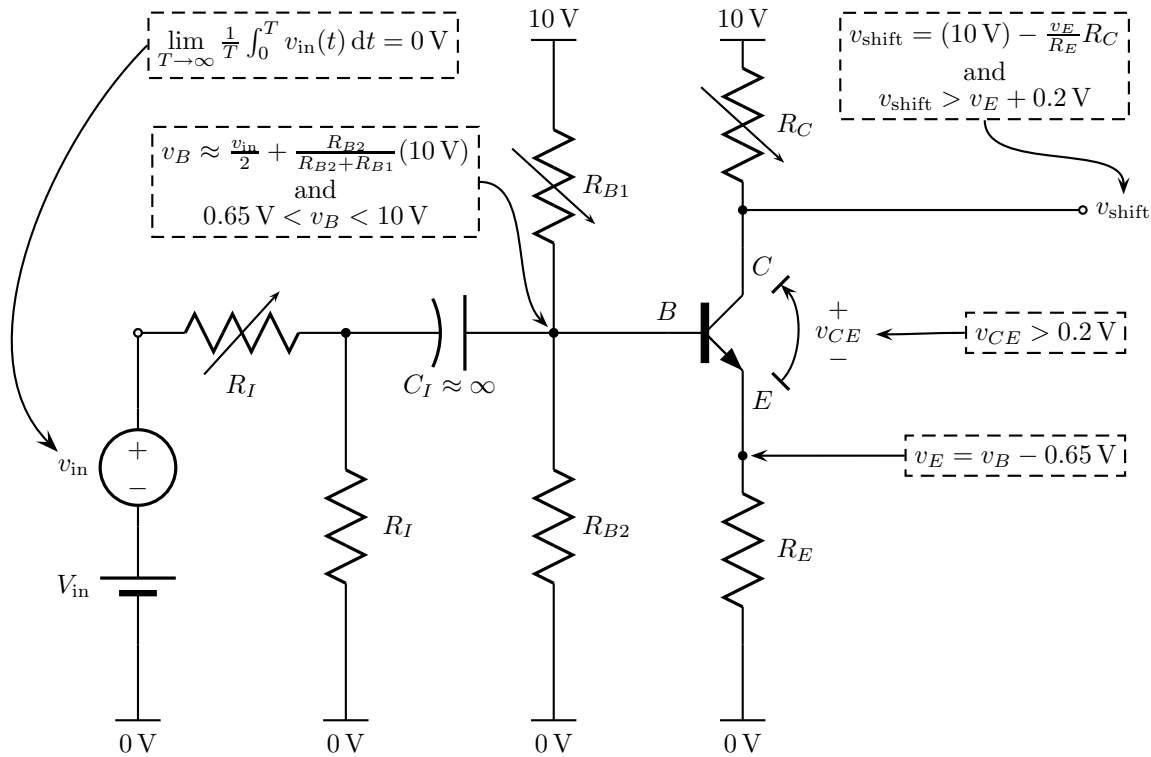 10 V
10 V
lim T→∞ 1/T ∫₀ᵀ v_in(t) dt = 0 V
v_shift = (10 V) − v_E/R_E R_C
and
v_shift > v_E + 0.2 V
R_C
v_B ≈ v_in/2 + R_B2/(R_B2+R_B1) (10 V)
and
0.65 V < v_B < 10 V
R_B1
v_shift
C
B
+
v_CE
−
v_CE > 0.2 V
R_I
C_I ≈ ∞
E
v_in
+
−
v_E = v_B − 0.65 V
R_I
R_B2
R_E
V_in
0 V
0 V
0 V
0 V